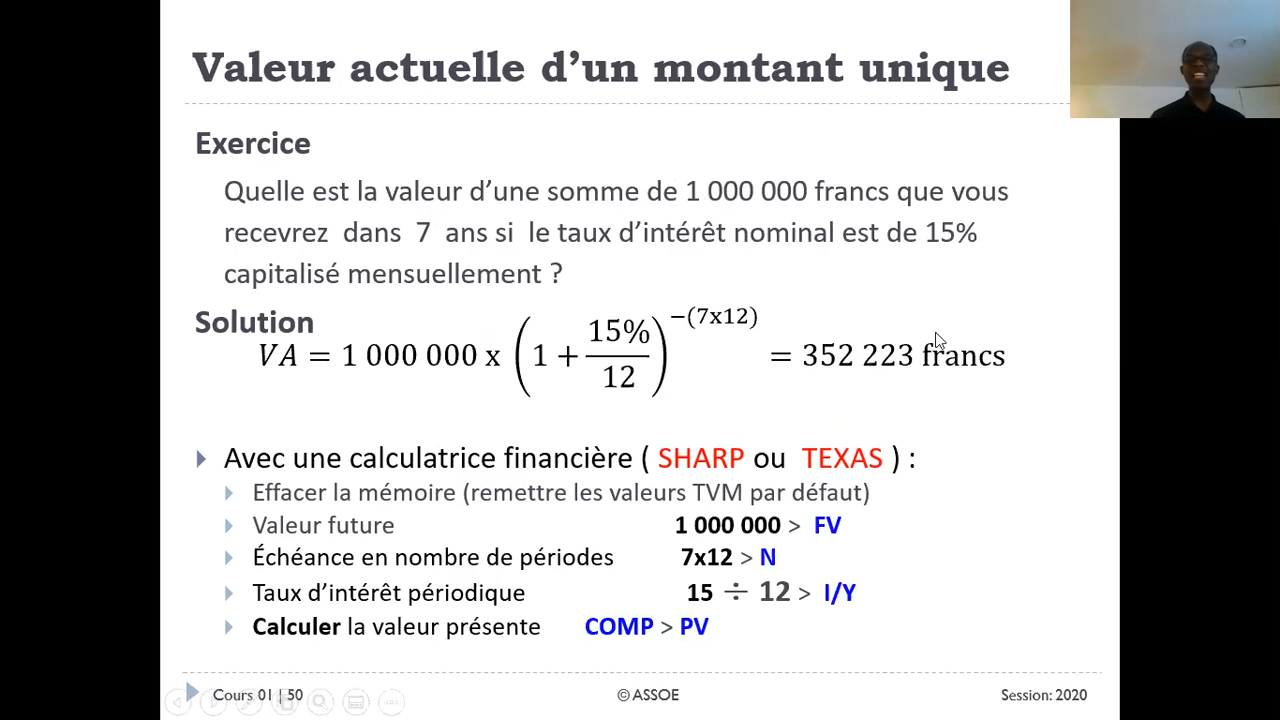 Valeur actuelle d’un montant unique
Exercice
Quelle est la valeur d’une somme de 1 000 000 francs que vous
recevrez dans 7 ans si le taux d’intérêt nominal est de 15%
capitalisé mensuellement ?
Solution
VA = 1 000 000 x (1 + 15%/12)^−(7x12) = 352 223 francs
Avec une calculatrice financière ( SHARP ou TEXAS ) :
Effacer la mémoire (remettre les valeurs TVM par défaut)
Valeur future 1 000 000 > FV
Échéance en nombre de périodes 7x12 > N
Taux d’intérêt périodique 15 ÷ 12 > I/Y
Calculer la valeur présente COMP > PV
Cours 01 | 50 © ASSOE Session: 2020